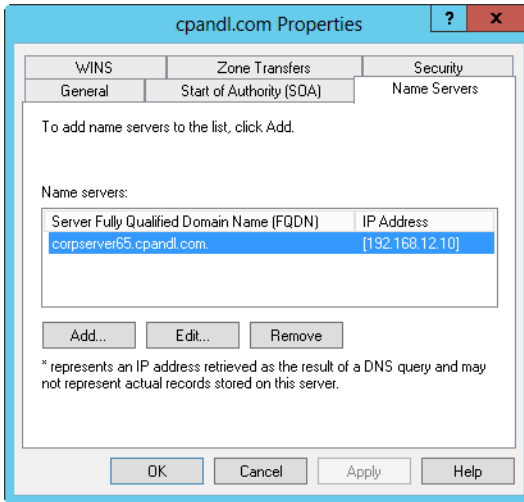 cpandl.com Properties
? x
WINS Zone Transfers Security
General Start of Authority (SOA) Name Servers
To add name servers to the list, click Add.
Name servers:
Server Fully Qualified Domain Name (FQDN) IP Address
corpserver65.cpandl.com. [192.168.12.10]
Add... Edit... Remove
* represents an IP address retrieved as the result of a DNS query and may
not represent actual records stored on this server.
OK Cancel Apply Help